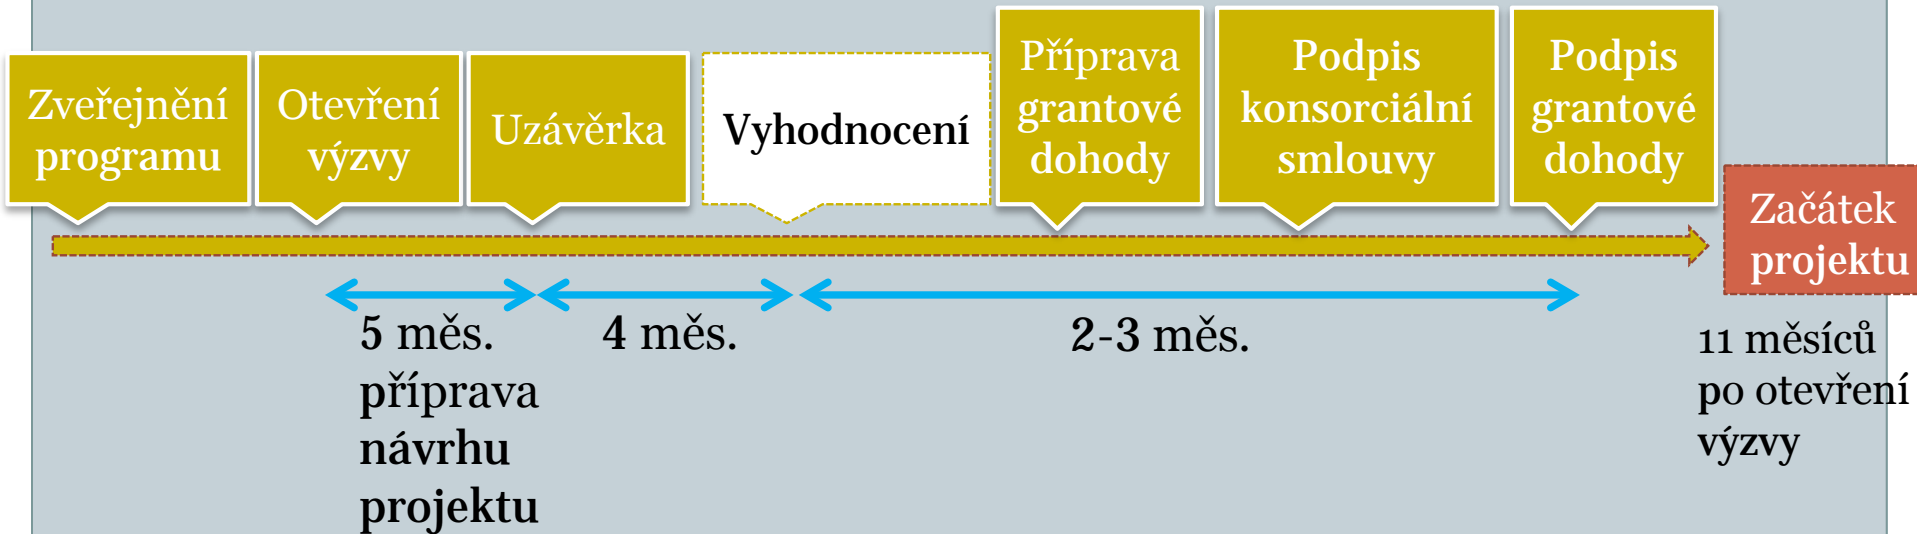 Zveřejnění
programu
Otevření
výzvy
Uzávěrka
Vyhodnocení
Příprava
grantové
dohody
Podpis
konsorciální
smlouvy
Podpis
grantové
dohody
Začátek
projektu
5 měs.
příprava
návrhu
projektu
4 měs.
2-3 měs.
11 měsíců
po otevření
výzvy